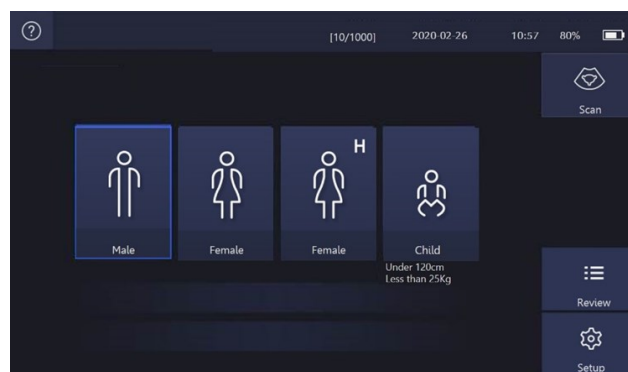 ?
[10/1000] 2020-02-26 10:57 80%
Scan
H
Male Female Female Child
Under 120cm
Less than 25Kg
Review
Setup